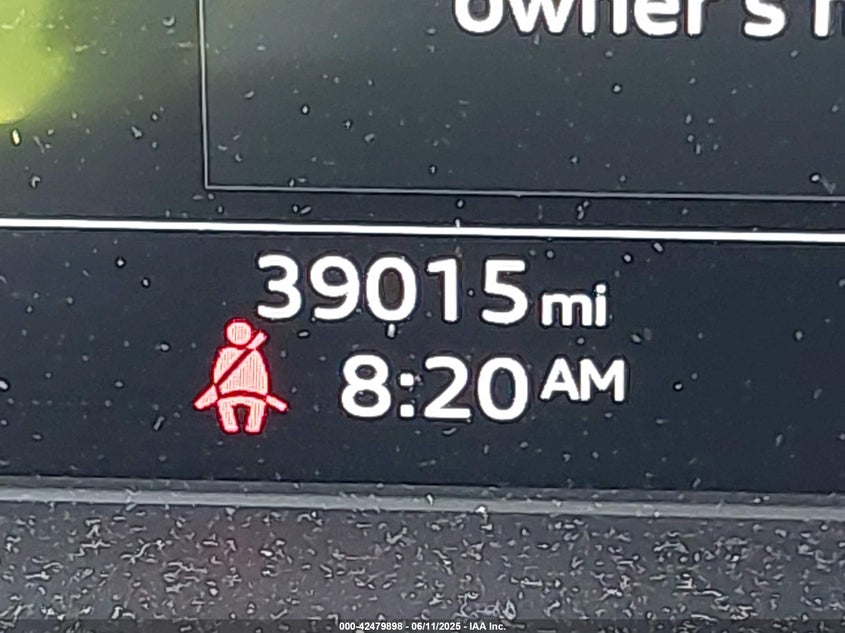 owner's
39015 mi
8:20 AM
000-42479898 - 06/11/2025 - IAA Inc.